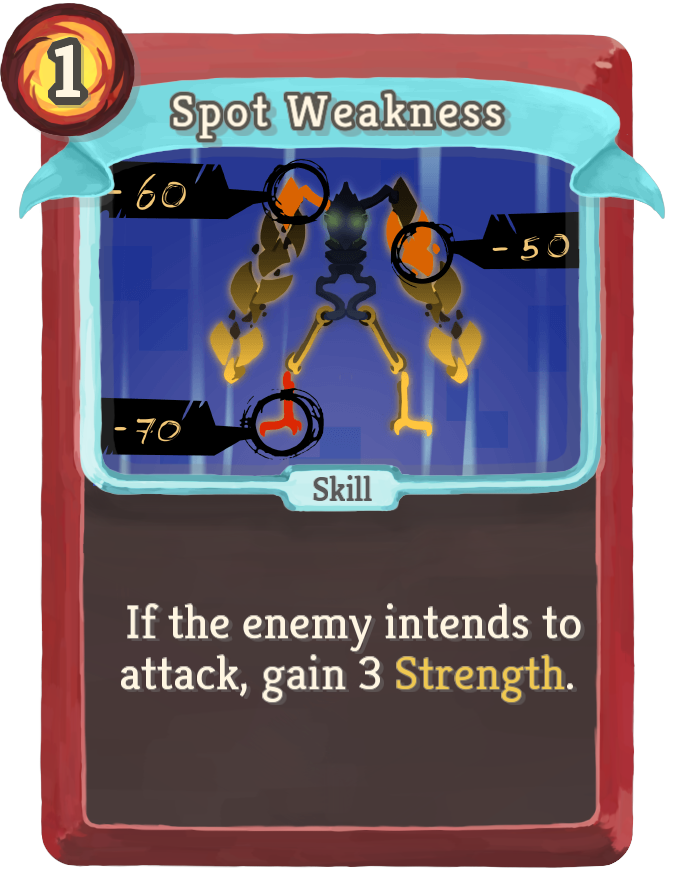 1
Spot Weakness
-60
-50
-70
Skill
If the enemy intends to
attack, gain 3 Strength.